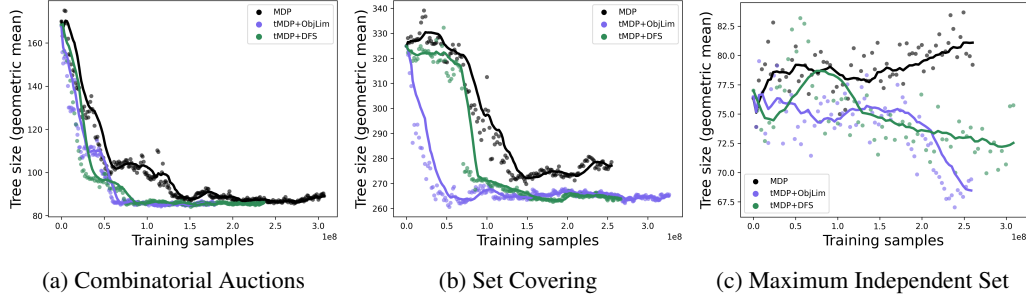 MDP
tMDP+ObjLim
tMDP+DFS
Tree size (geometric mean)
160
140
120
100
80
0.0 0.5 1.0 1.5 2.0 2.5 3.0
1e8
Training samples
MDP
tMDP+ObjLim
tMDP+DFS
Tree size (geometric mean)
340
330
320
310
300
290
280
270
260
0.0 0.5 1.0 1.5 2.0 2.5 3.0
1e8
Training samples
MDP
tMDP+ObjLim
tMDP+DFS
Tree size (geometric mean)
82.5
80.0
77.5
75.0
72.5
70.0
67.5
0.0 0.5 1.0 1.5 2.0 2.5 3.0
1e8
Training samples
(a) Combinatorial Auctions
(b) Set Covering
(c) Maximum Independent Set